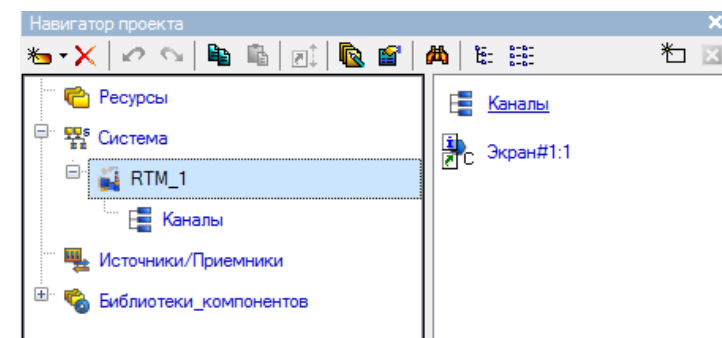 Навигатор проекта
Ресурсы
Система
RTM_1
Каналы
Источники/Приемники
Библиотеки_компонентов
Каналы
Экран#1:1